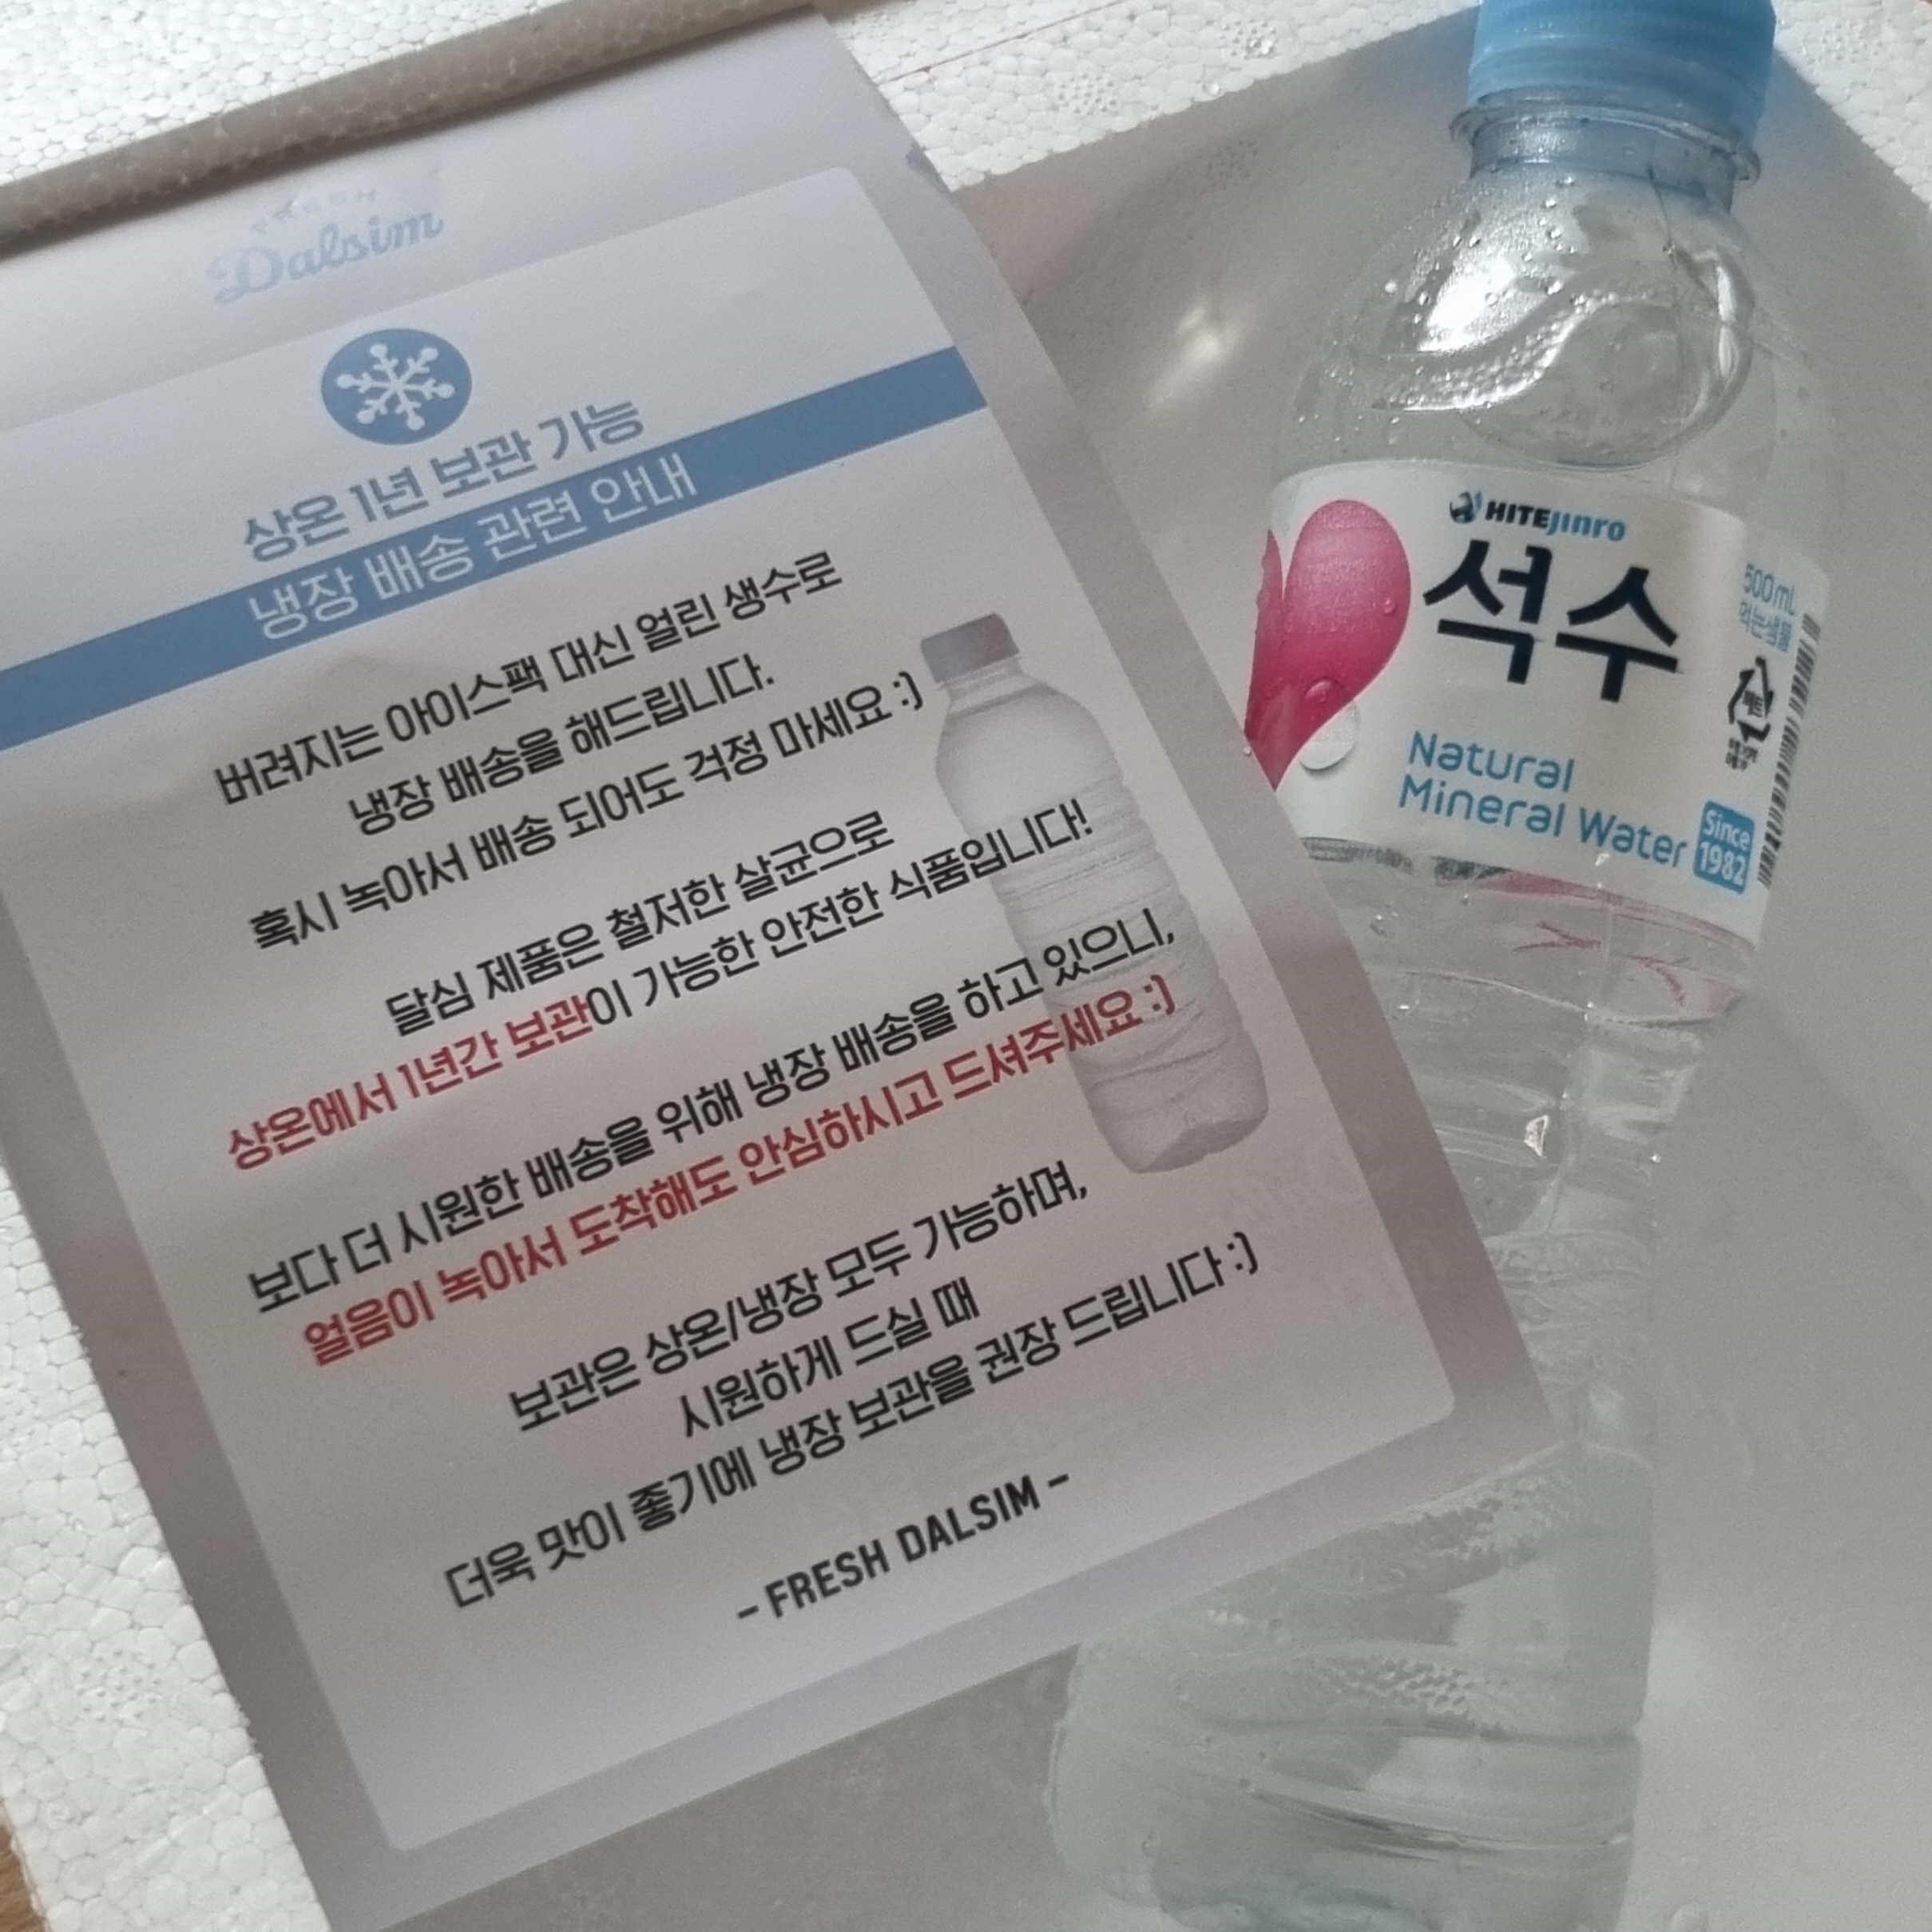 FRESH
Dalsim
상온 1년 보관 가능
냉장 배송 관련 안내
버려지는 아이스팩 대신 얼린 생수로
냉장 배송을 해드립니다.
혹시 녹아서 배송 되어도 걱정 마세요 :)
달심 제품은 철저한 살균으로
상온에서 1년간 보관이 가능한 안전한 식품입니다!
보다 더 시원한 배송을 위해 냉장 배송을 하고 있으니,
얼음이 녹아서 도착해도 안심하시고 드셔주세요 :)
보관은 상온/냉장 모두 가능하며,
시원하게 드실 때
더욱 맛이 좋기에 냉장 보관을 권장 드립니다 :)
- FRESH DALSIM -
HITEJINRO
석수
Natural
Mineral Water
Since
1982
500mL
먹는샘물
페트